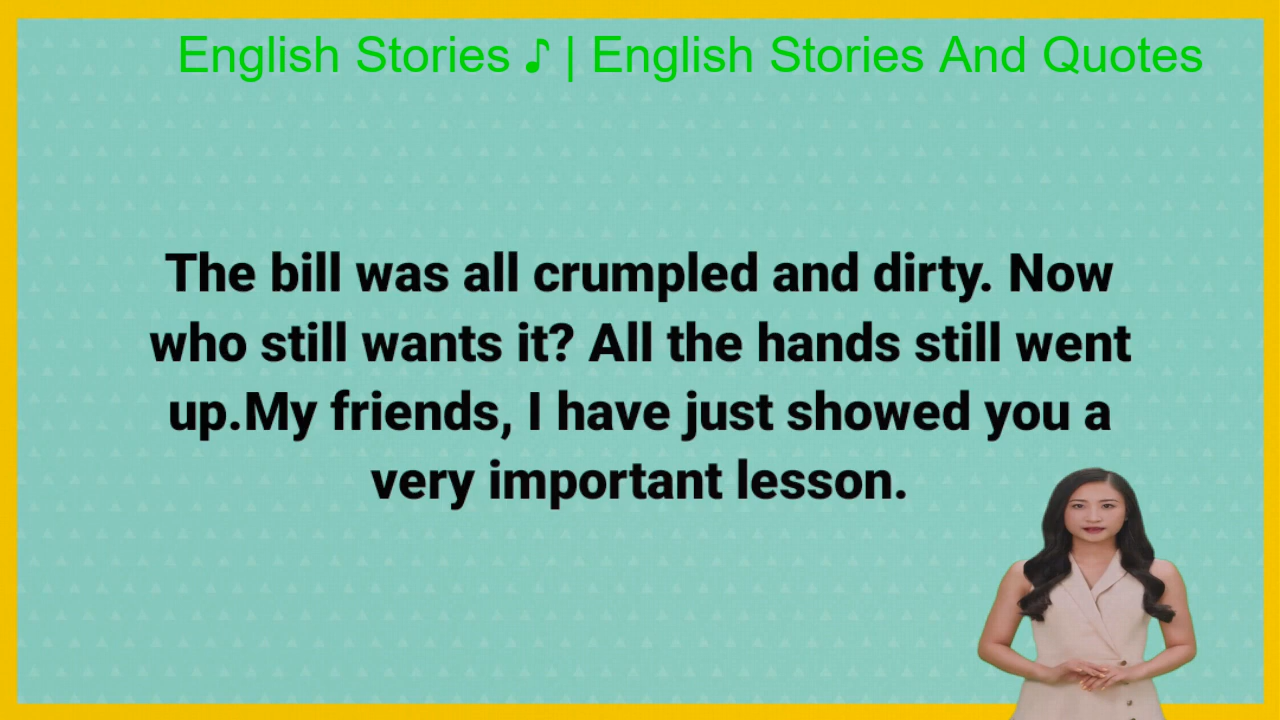 English Stories ♪ | English Stories And Quotes
The bill was all crumpled and dirty. Now
who still wants it? All the hands still went
up.My friends, I have just showed you a
very important lesson.